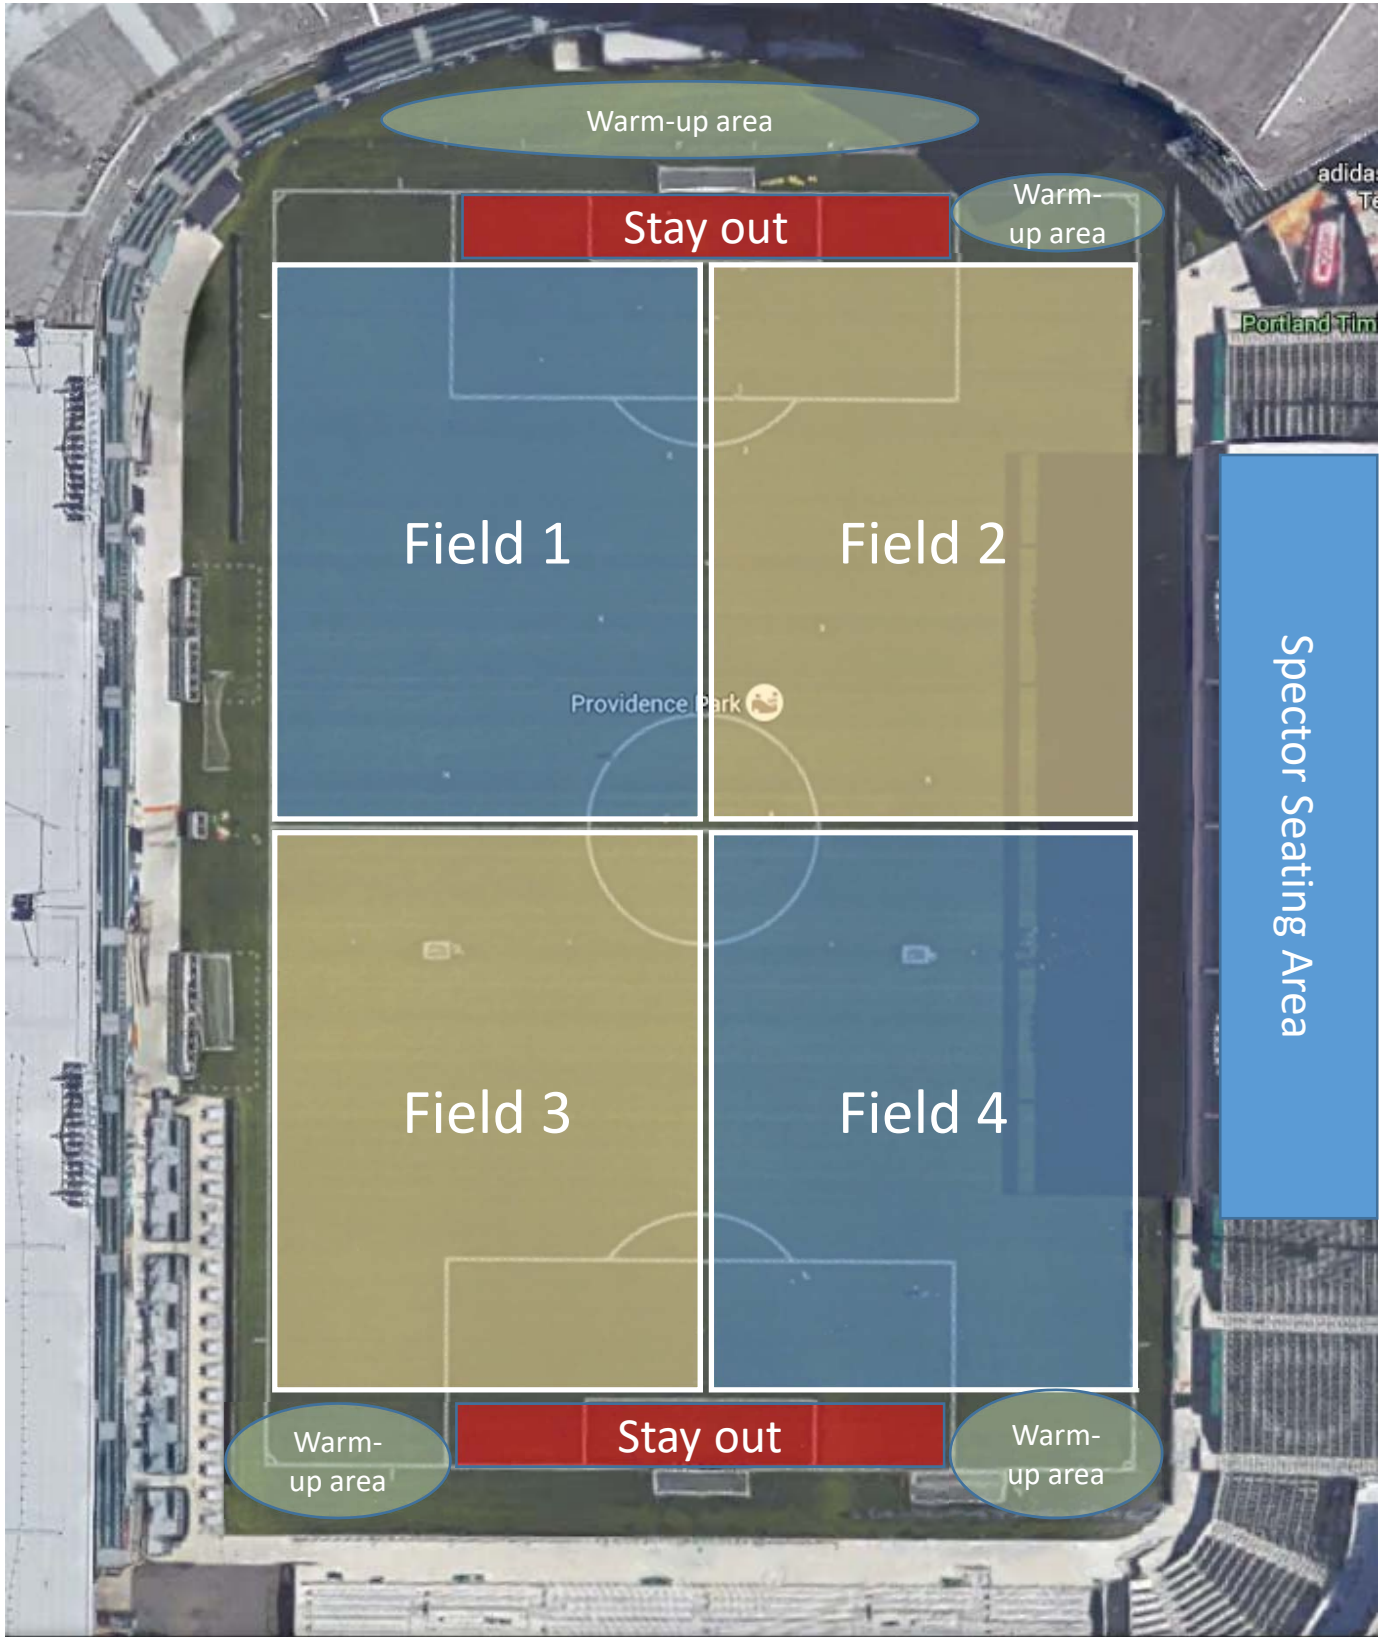 Warm-up area
adidas
Te
Warm-
up area
Stay out
Portland Tim
Field 1
Field 2
Providence Park
Spector Seating Area
Field 3
Field 4
Stay out
Warm-
up area
Warm-
up area